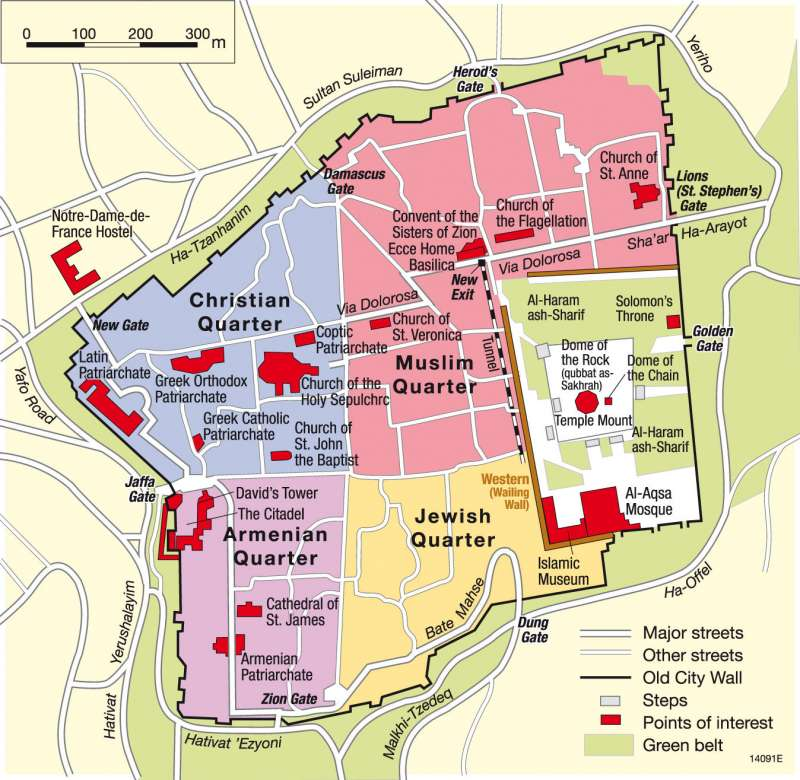 0 100 200 300 m
Sultan Suleiman
Herod's
Gate
Yeriho
Damascus
Gate
Church of
St. Anne
Lions
(St. Stephen's)
Gate
Notre-Dame-de-
France Hostel
Ha-Tzanhanim
Convent of the
Sisters of Zion
Ecce Home
Basilica
Church of
the Flagellation
Sha'ar
Ha-Arayot
Via Dolorosa
New
Exit
Christian
Quarter
Via Dolorosa
Al-Haram
ash-Sharif
Solomon's
Throne
New Gate
Coptic
Patriarchate
Church of
St. Veronica
Golden
Gate
Latin
Patriarchate
Greek Orthodox
Patriarchate
Muslim
Quarter
Tunnel
Dome of
the Rock
(qubbat as-
Sakhrah)
Dome of
the Chain
Church of the
Holy Sepulchrc
Yafo Road
Greek Catholic
Patriarchate
Church of
St. John
the Baptist
Temple Mount
Al-Haram
ash-Sharif
Jaffa
Gate
David's Tower
The Citadel
Western
(Wailing
Wall)
Al-Aqsa
Mosque
Armenian
Quarter
Jewish
Quarter
Islamic
Museum
Ha-Offel
Bate Mahse
Cathedral of
St. James
Dung
Gate
Hativat Yerushalayim
Armenian
Patriarchate
Zion Gate
Malkhi-Tzedeq
Hativat 'Ezyoni
Major streets
Other streets
Old City Wall
Steps
Points of interest
Green belt
14091E